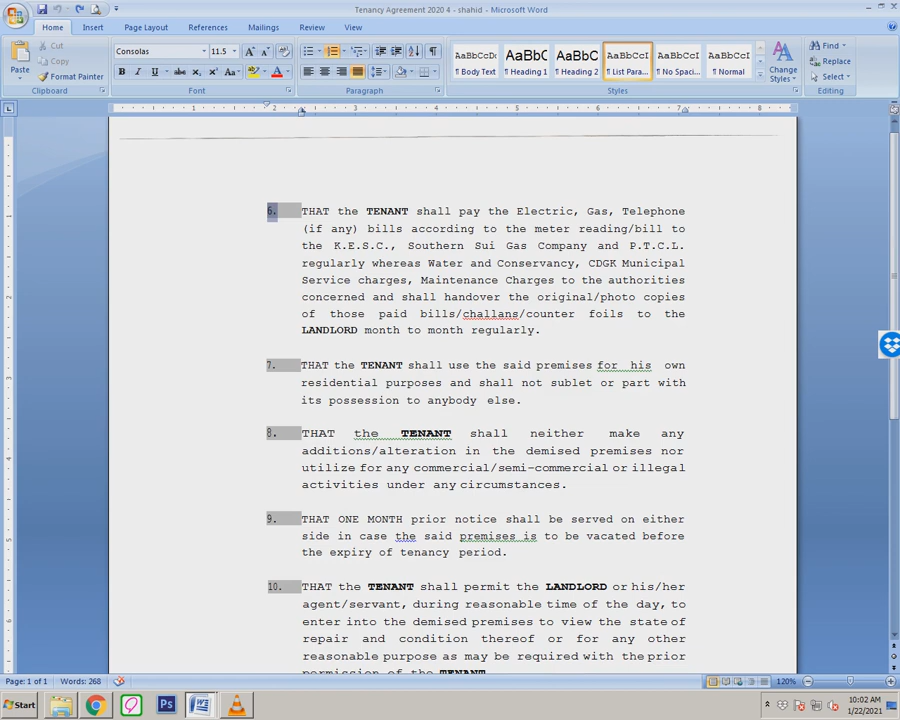 Tenancy Agreement 2020 4 - shahid - Microsoft Word
Home Insert Page Layout References Mailings Review View
Paste
Cut
Copy
Format Painter
Clipboard
Consolas 11.5
Font
Paragraph
AaBbCcDc AaBbC AaBbC AaBbCcI AaBbCcI AaBbCcI
¶ Body Text ¶ Heading 1 ¶ Heading 2 ¶ List Para... ¶ No Spaci... ¶ Normal
Change Styles
Styles
Find
Replace
Select
Editing
1 2 3 4 5 6 7 8
6. THAT the TENANT shall pay the Electric, Gas, Telephone
(if any) bills according to the meter reading/bill to
the K.E.S.C., Southern Sui Gas Company and P.T.C.L.
regularly whereas Water and Conservancy, CDGK Municipal
Service charges, Maintenance Charges to the authorities
concerned and shall handover the original/photo copies
of those paid bills/challans/counter foils to the
LANDLORD month to month regularly.
7. THAT the TENANT shall use the said premises for his own
residential purposes and shall not sublet or part with
its possession to anybody else.
8. THAT the TENANT shall neither make any
additions/alteration in the demised premises nor
utilize for any commercial/semi-commercial or illegal
activities under any circumstances.
9. THAT ONE MONTH prior notice shall be served on either
side in case the said premises is to be vacated before
the expiry of tenancy period.
10. THAT the TENANT shall permit the LANDLORD or his/her
agent/servant, during reasonable time of the day, to
enter into the demised premises to view the state of
repair and condition thereof or for any other
reasonable purpose as may be required with the prior
permission of the TENANT.
Page: 1 of 1 Words: 268 120%
Start 10:02 AM
1/22/2021